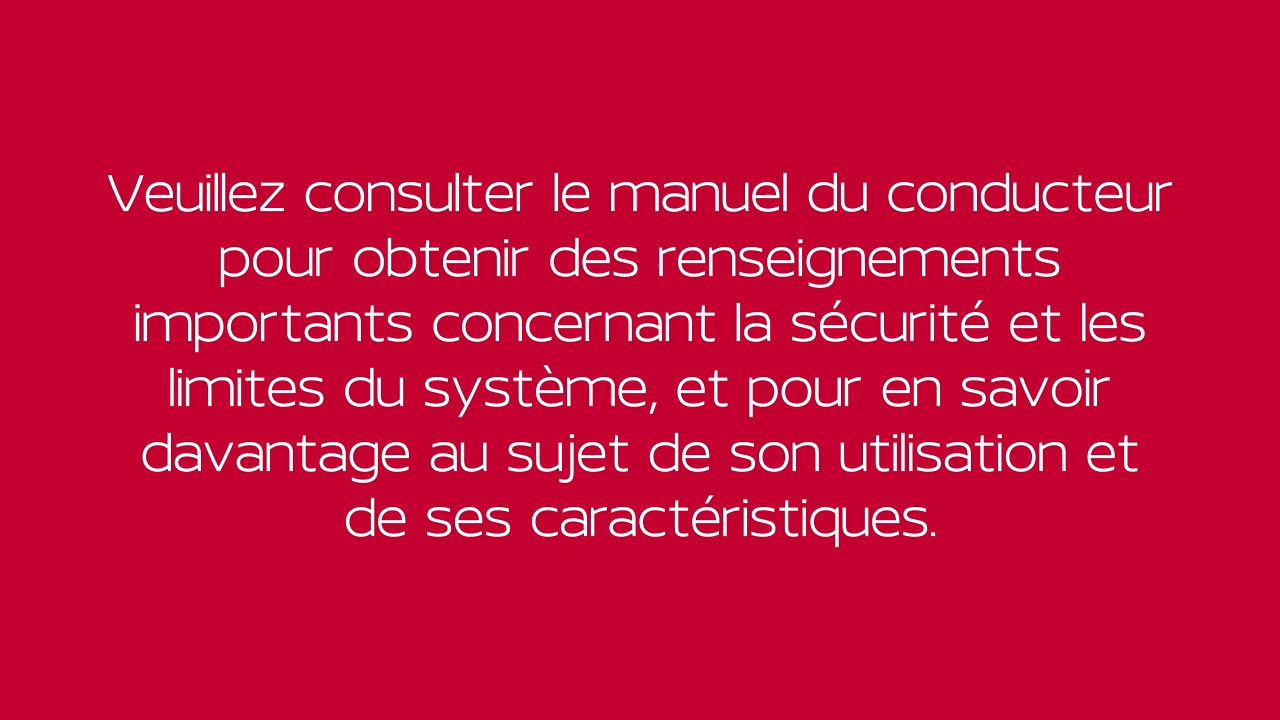 Veuillez consulter le manuel du conducteur
pour obtenir des renseignements
importants concernant la sécurité et les
limites du système, et pour en savoir
davantage au sujet de son utilisation et
de ses caractéristiques.